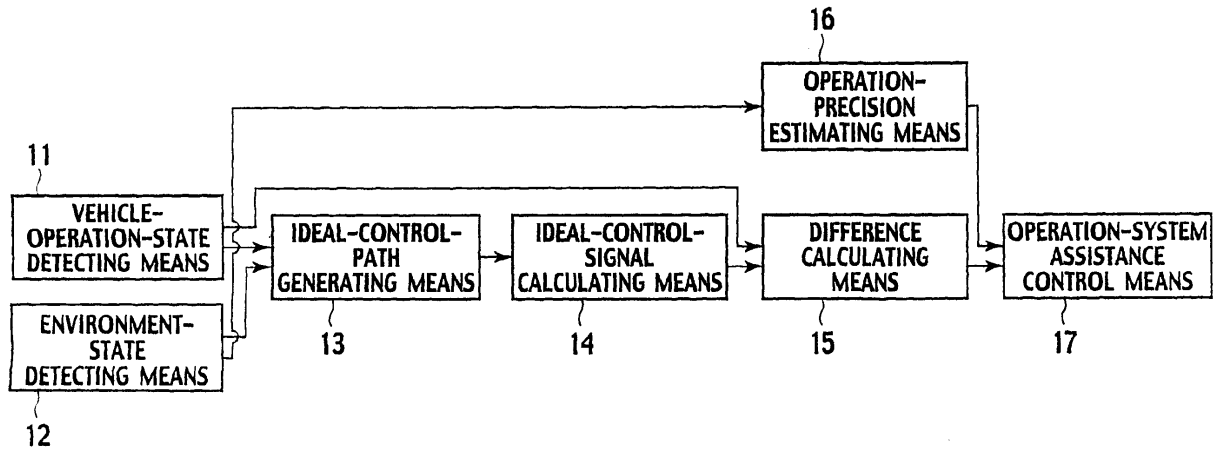 16
OPERATION-
PRECISION
ESTIMATING MEANS
11
VEHICLE-
OPERATION-STATE
DETECTING MEANS
IDEAL-CONTROL-
PATH
GENERATING MEANS
13
IDEAL-CONTROL-
SIGNAL
CALCULATING MEANS
14
DIFFERENCE
CALCULATING
MEANS
15
OPERATION-SYSTEM
ASSISTANCE
CONTROL MEANS
17
ENVIRONMENT-
STATE
DETECTING MEANS
12